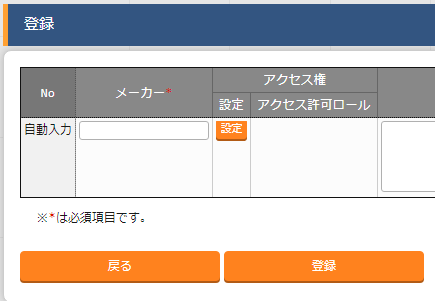 登録
No
メーカー*
アクセス権
設定
アクセス許可ロール
自動入力
設定
※*は必須項目です。
戻る
登録